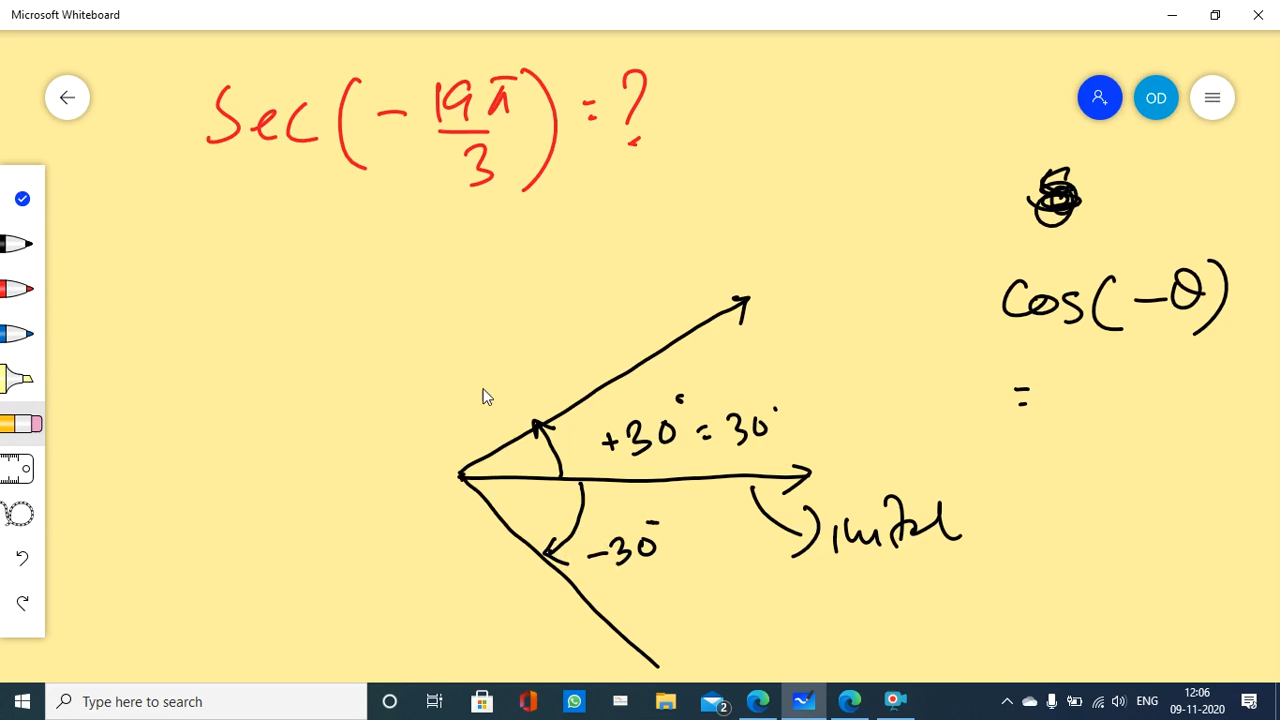 Microsoft Whiteboard
Sec(-19π/3) = ?
OD
cos(-θ)
=
+30° = 30°
-30°
initial
Type here to search
2
ENG
12:06
09-11-2020